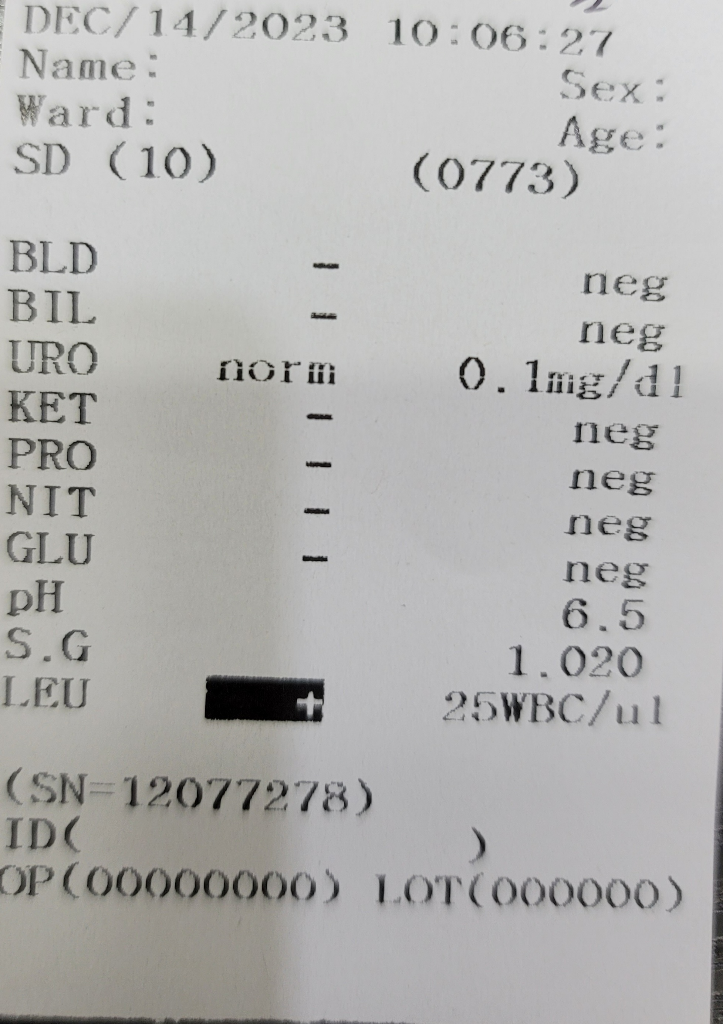 DEC/14/2023 10:06:27
Name: Sex:
Ward: Age:
SD (10) (0773)
BLD - neg
BIL - neg
URO norm 0.1mg/dl
KET - neg
PRO - neg
NIT - neg
GLU - neg
pH 6.5
S.G 1.020
LEU + 25WBC/ul
(SN=12077278)
ID( )
OP(00000000) LOT(000000)